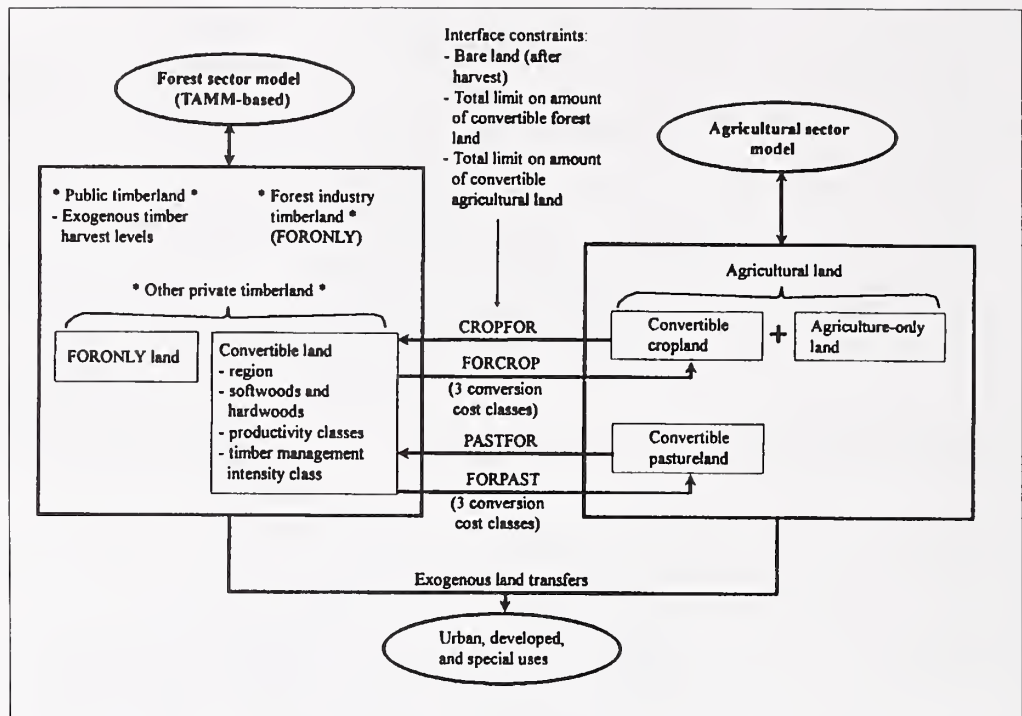 Interface constraints:
- Bare land (after
harvest)
- Total limit on amount
of convertible forest
land
- Total limit on amount
of convertible
agricultural land
Forest sector model
(TAMM-based)
Agricultural sector
model
* Public timberland *
- Exogenous timber
harvest levels
* Forest industry
timberland *
(FORONLY)
* Other private timberland *
FORONLY land
Convertible land
- region
- softwoods and
hardwoods
- productivity classes
- timber management
intensity class
CROPFOR
FORCROP
(3 conversion
cost classes)
PASTFOR
FORPAST
(3 conversion
cost classes)
Agricultural land
Convertible
cropland
+
Agriculture-only
land
Convertible
pastureland
Exogenous land transfers
Urban, developed,
and special uses